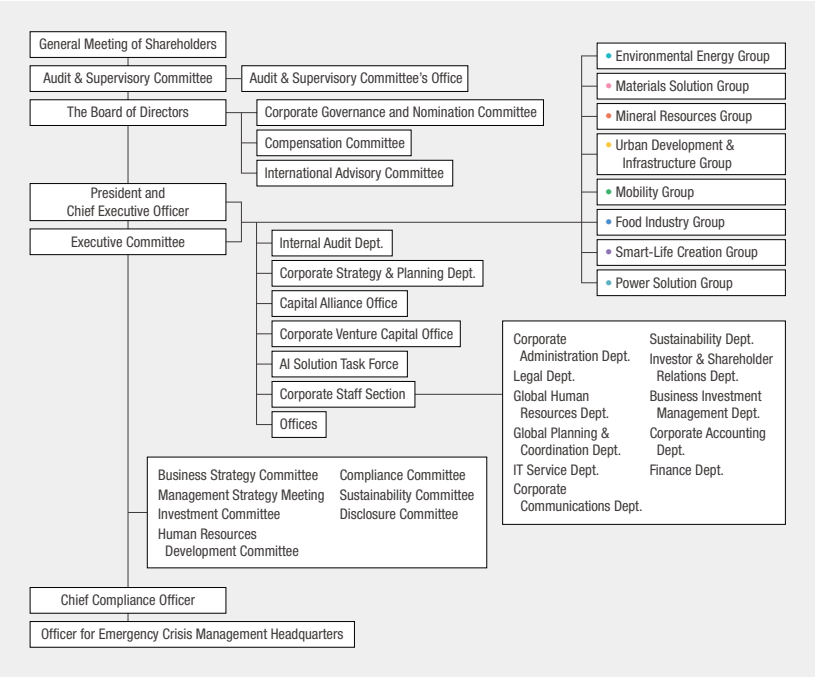 General Meeting of Shareholders
Audit & Supervisory Committee
Audit & Supervisory Committee's Office
The Board of Directors
Corporate Governance and Nomination Committee
Compensation Committee
International Advisory Committee
President and
Chief Executive Officer
Executive Committee
• Environmental Energy Group
• Materials Solution Group
• Mineral Resources Group
• Urban Development &
Infrastructure Group
• Mobility Group
• Food Industry Group
• Smart-Life Creation Group
• Power Solution Group
Internal Audit Dept.
Corporate Strategy & Planning Dept.
Capital Alliance Office
Corporate Venture Capital Office
AI Solution Task Force
Corporate Staff Section
Offices
Corporate
Administration Dept.
Legal Dept.
Global Human
Resources Dept.
Global Planning &
Coordination Dept.
IT Service Dept.
Corporate
Communications Dept.
Sustainability Dept.
Investor & Shareholder
Relations Dept.
Business Investment
Management Dept.
Corporate Accounting
Dept.
Finance Dept.
Business Strategy Committee
Management Strategy Meeting
Investment Committee
Human Resources
Development Committee
Compliance Committee
Sustainability Committee
Disclosure Committee
Chief Compliance Officer
Officer for Emergency Crisis Management Headquarters